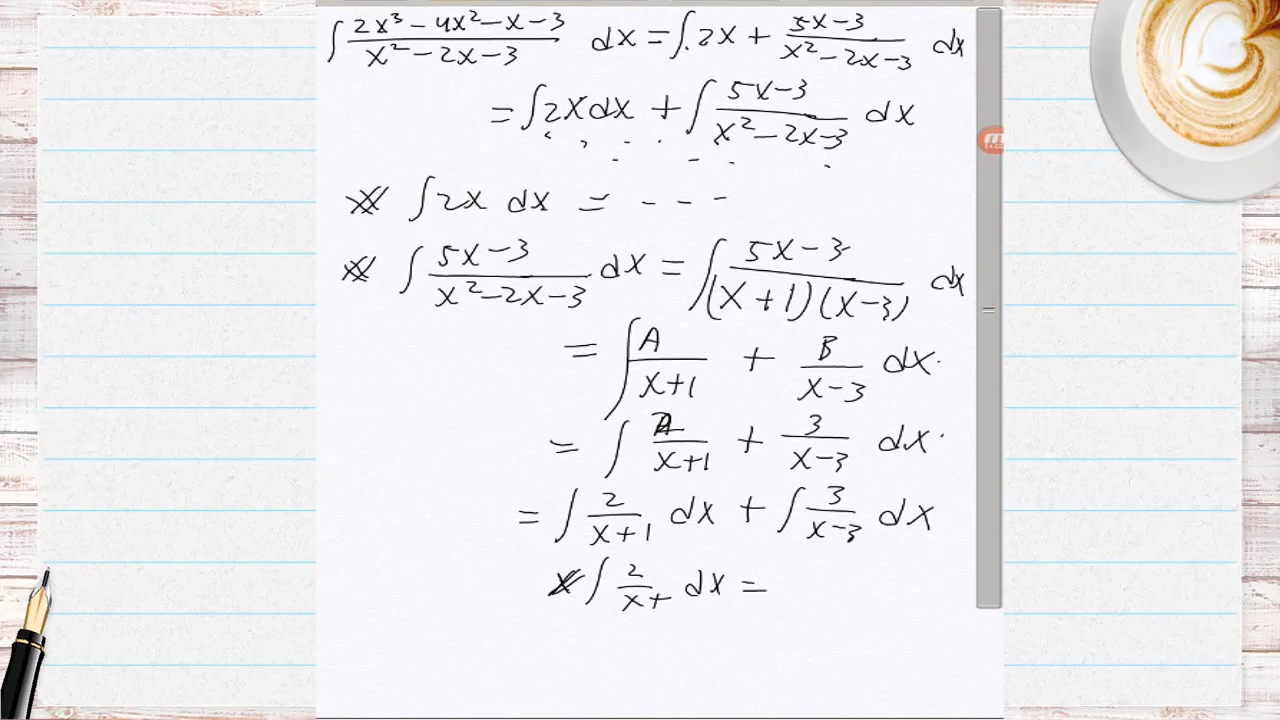 ∫ (2x³ - 4x² - x - 3)/(x² - 2x - 3) dx = ∫ 2x + (5x - 3)/(x² - 2x - 3) dx
= ∫ 2x dx + ∫ (5x - 3)/(x² - 2x - 3) dx
※ ∫ 2x dx = - - -
※ ∫ (5x - 3)/(x² - 2x - 3) dx = ∫ (5x - 3)/((x + 1)(x - 3)) dx
= ∫ A/(x+1) + B/(x-3) dx.
= ∫ 2/(x+1) + 3/(x-3) dx.
= ∫ 2/(x+1) dx + ∫ 3/(x-3) dx
※ ∫ 2/(x+ dx =